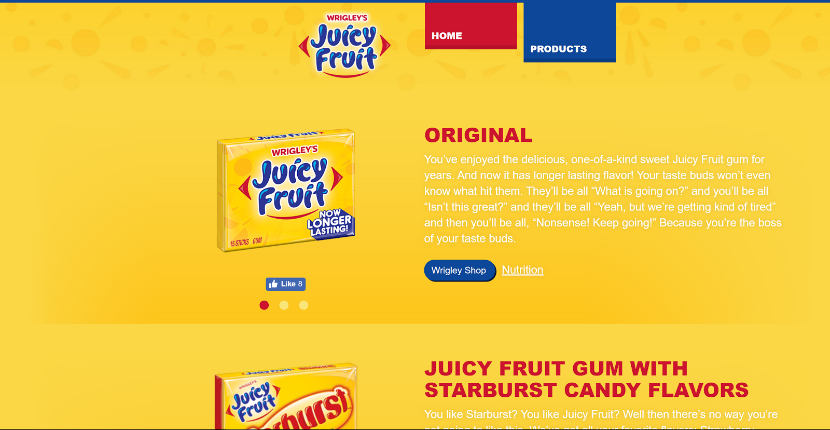 WRIGLEY'S
Juicy
Fruit
HOME
PRODUCTS
Juicy Fruit
WRIGLEY'S
Juicy
Fruit
NOW
LONGER
LASTING!
15 STICKS GUM
Like 8
ORIGINAL
You've enjoyed the delicious, one-of-a-kind sweet Juicy Fruit gum for
years. And now it has longer lasting flavor! Your taste buds won't even
know what hit them. They'll be all “What is going on?” and you'll be all
“Isn't this great?” and they'll be all “Yeah, but we're getting kind of tired”
and then you'll be all, “Nonsense! Keep going!” Because you're the boss
of your taste buds.
Wrigley Shop Nutrition
Juicy
Fruit
Starburst
JUICY FRUIT GUM WITH
STARBURST CANDY FLAVORS
You like Starburst? You like Juicy Fruit? Well then there's no way you're